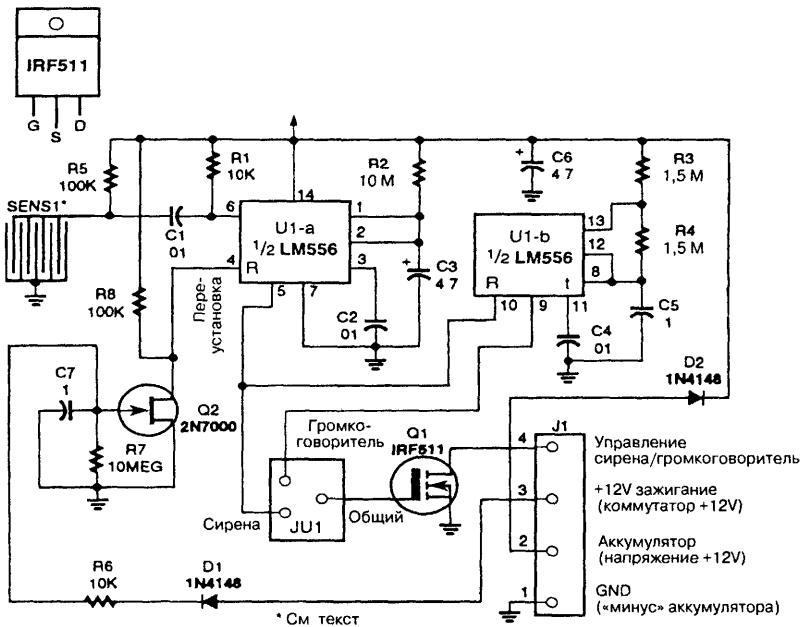 IRF511
G S D
R5
100K
R1
10K
R2
10 M
C6
4 7
R3
1,5 M
SENS1*
C1
01
6
14
1
U1-a
1/2 LM556
2
4
R
3
5
7
Пере-
установка
C3
4 7
C2
01
13
U1-b
12
1/2 LM556
R
t
8
10
9
11
R4
1,5 M
C5
1
C4
01
R8
100K
D2
1N4148
C7
1
Q2
2N7000
R7
10MEG
Громко-
говоритель
Q1
IRF511
Сирена
JU1
Общий
J1
4
Управление
сирена/громкоговоритель
3
+12V зажигание
(коммутатор +12V)
2
Аккумулятор
(напряжение +12V)
1
GND
(«минус» аккумулятора)
R6
10K
D1
1N4148
* См текст